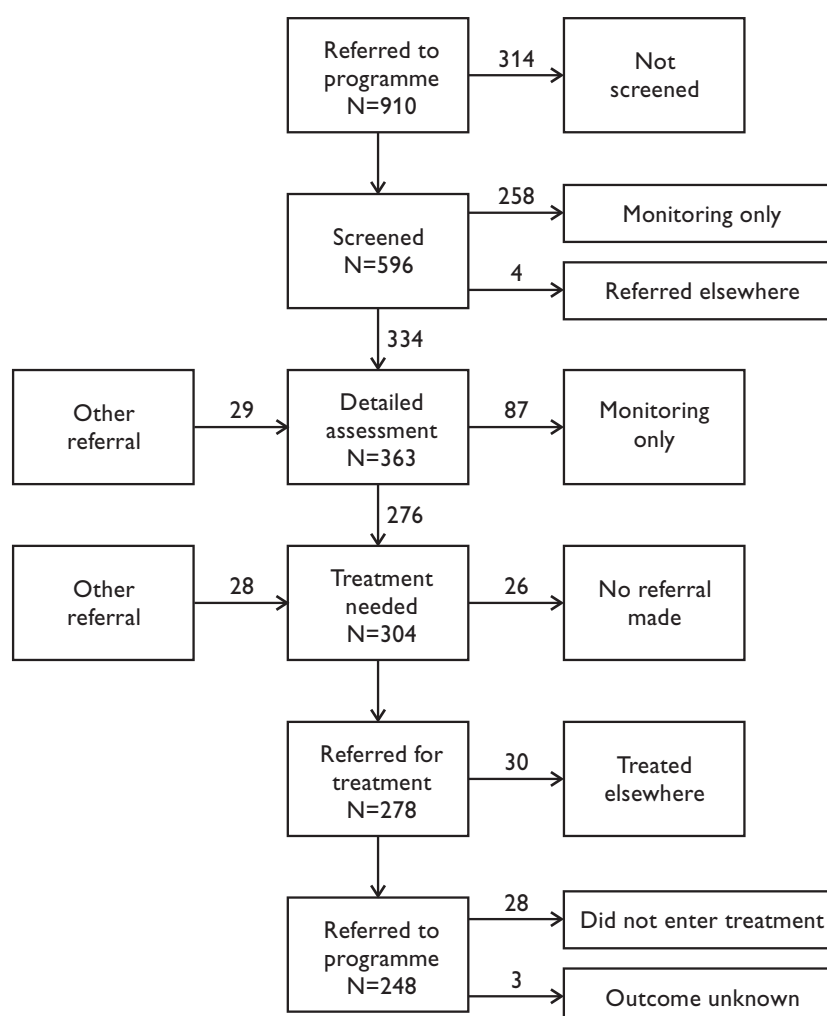 Referred to
programme
N=910
314
Not
screened
Screened
N=596
258
Monitoring only
4
Referred elsewhere
334
Other
referral
29
Detailed
assessment
N=363
87
Monitoring
only
276
Other
referral
28
Treatment
needed
N=304
26
No referral
made
Referred for
treatment
N=278
30
Treated
elsewhere
Referred to
programme
N=248
28
Did not enter treatment
3
Outcome unknown